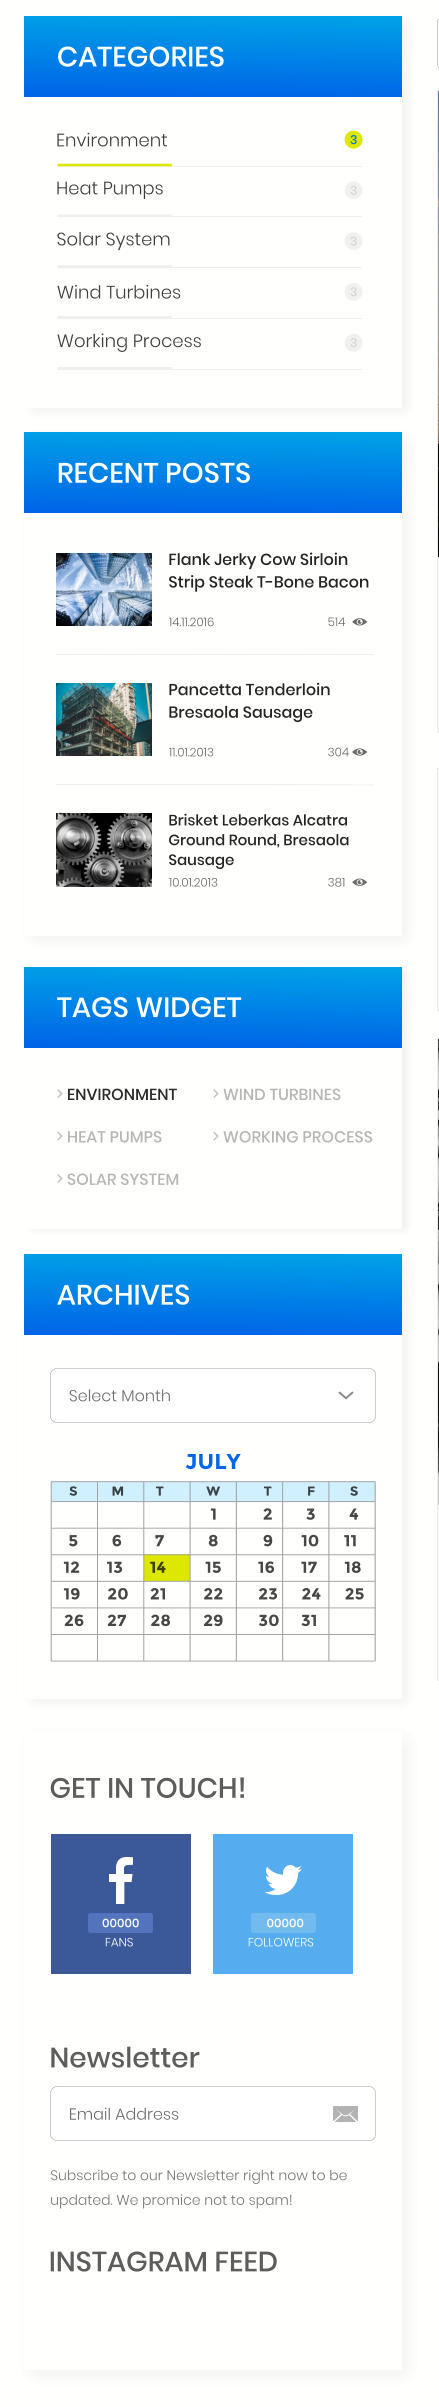 CATEGORIES
Environment 3
Heat Pumps 3
Solar System 3
Wind Turbines 3
Working Process 3
RECENT POSTS
Flank Jerky Cow Sirloin
Strip Steak T-Bone Bacon
14.11.2016 514
Pancetta Tenderloin
Bresaola Sausage
11.01.2013 304
Brisket Leberkas Alcatra
Ground Round, Bresaola
Sausage
10.01.2013 381
TAGS WIDGET
> ENVIRONMENT > WIND TURBINES
> HEAT PUMPS > WORKING PROCESS
> SOLAR SYSTEM
ARCHIVES
Select Month
JULY
S M T W T F S
1 2 3 4
5 6 7 8 9 10 11
12 13 14 15 16 17 18
19 20 21 22 23 24 25
26 27 28 29 30 31
GET IN TOUCH!
00000 00000
FANS FOLLOWERS
Newsletter
Email Address
Subscribe to our Newsletter right now to be
updated. We promice not to spam!
INSTAGRAM FEED